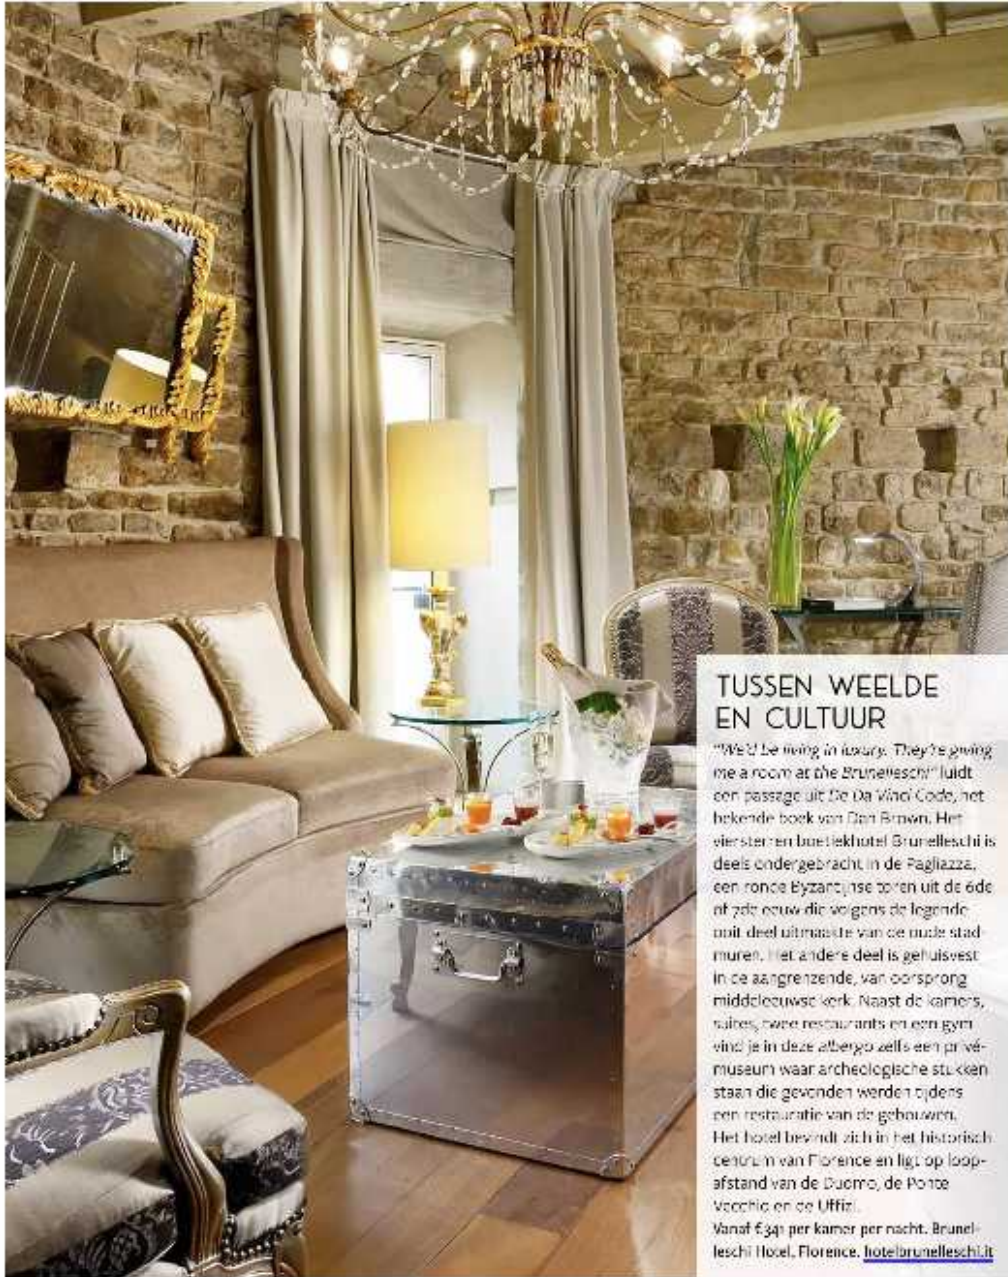 TUSSEN WEELDE
EN CULTUUR
"We'd be living in luxury. They're giving
me a room at the Brunelleschi" luidt
een passage uit De Da Vinci Code, het
bekende boek van Dan Brown. Het
viersterren boetiekhotel Brunelleschi is
deels ondergebracht in de Pagliazza,
een ronde Byzantijnse toren uit de 6de
of 7de eeuw die volgens de legende
ooit deel uitmaakte van de oude stad-
muren. Het andere deel is gehuisvest
in de aangrenzende, van oorsprong
middeleeuwse kerk. Naast de kamers,
suites, twee restaurants en een gym
vind je in deze albergo zelfs een privé-
museum waar archeologische stukken
staan die gevonden werden tijdens
een restauratie van de gebouwen.
Het hotel bevindt zich in het historisch
centrum van Florence en ligt op loop-
afstand van de Duomo, de Ponte
Vecchio en de Uffizi.
Vanaf € 341 per kamer per nacht. Brunel-
leschi Hotel, Florence. hotelbrunelleschi.it